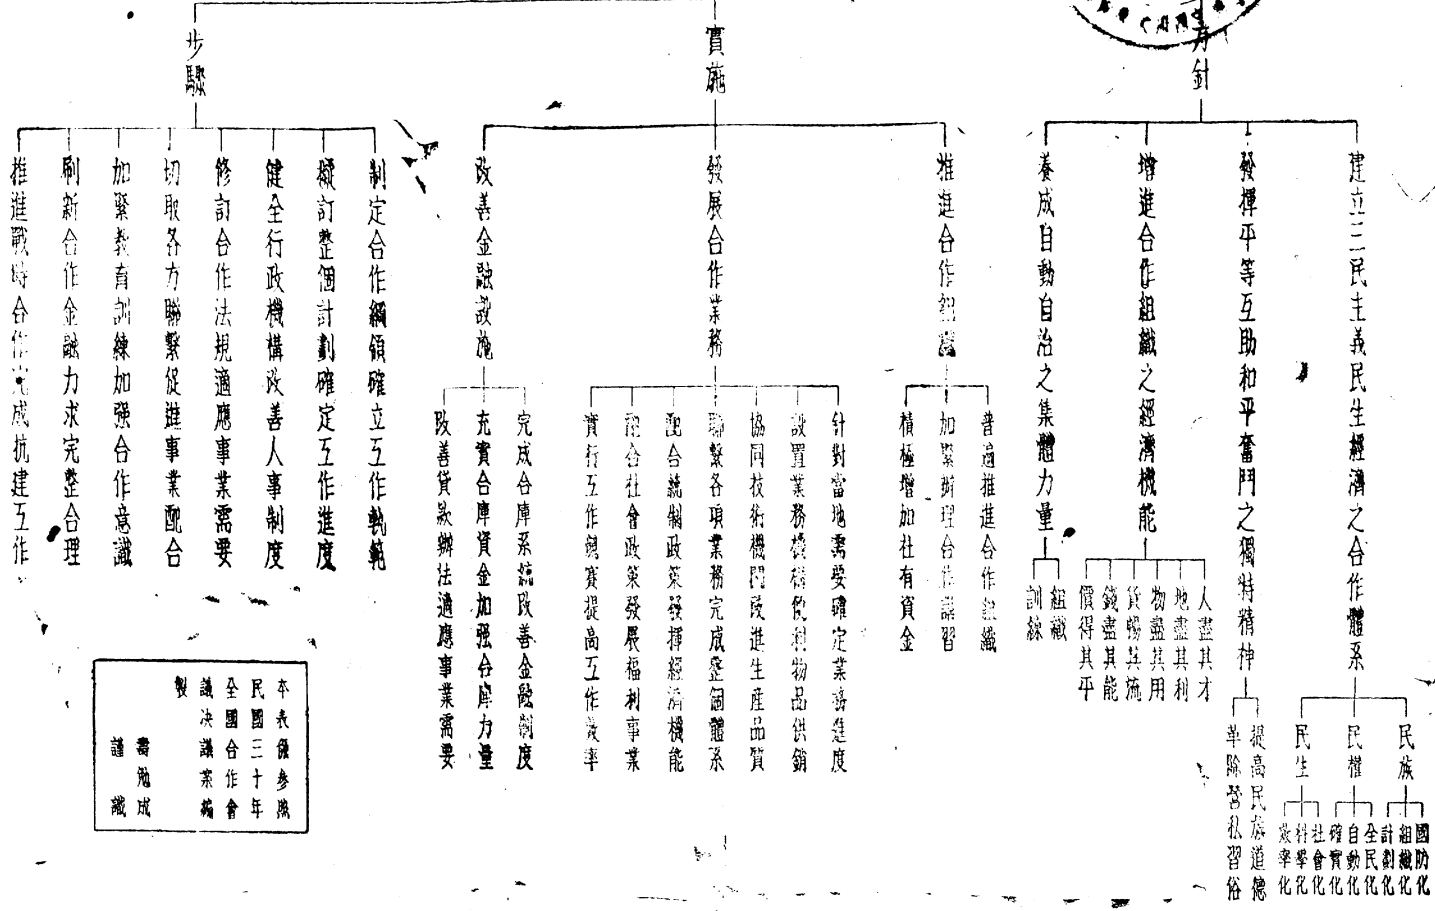 方針
建立三民主義民生經濟之合作體系
民族
國防化
組織化
計劃化
民權
全民化
自動化
確實化
民生
社會化
科學化
效率化
發揮平等互助和平奮鬥之獨特精神
提高民族道德
革除營私習俗
增進合作組織之經濟機能
人盡其才
地盡其利
物盡其用
貨暢其流
錢盡其能
價得其平
養成自動自治之集體力量
組織
訓練
實施
推進合作組織
普遍推進合作組織
加緊辦理合作講習
積極增加社有資金
發展合作業務
針對當地需要確定業務進度
設置業務機構便利物品供銷
協同技術機關改進生產品質
聯繫各項業務完成整個體系
配合統制政策發揮經濟機能
配合社會政策發展福利事業
實行工作競賽提高工作效率
改善金融設施
完成合庫系統改善金融制度
充實合庫資金加强合庫力量
改善貸款辦法適應事業需要
步驟
制定合作綱領確立工作軌範
擬訂整個計劃確定工作進度
健全行政機構改善人事制度
修訂合作法規適應事業需要
切取各方聯繫促進事業配合
加緊教育訓練加强合作意識
刷新合作金融力求完整合理
推進戰時合作完成抗建工作
本表係參照
民國三十年
全國合作會
議決議案編
製
壽勉成
謹識